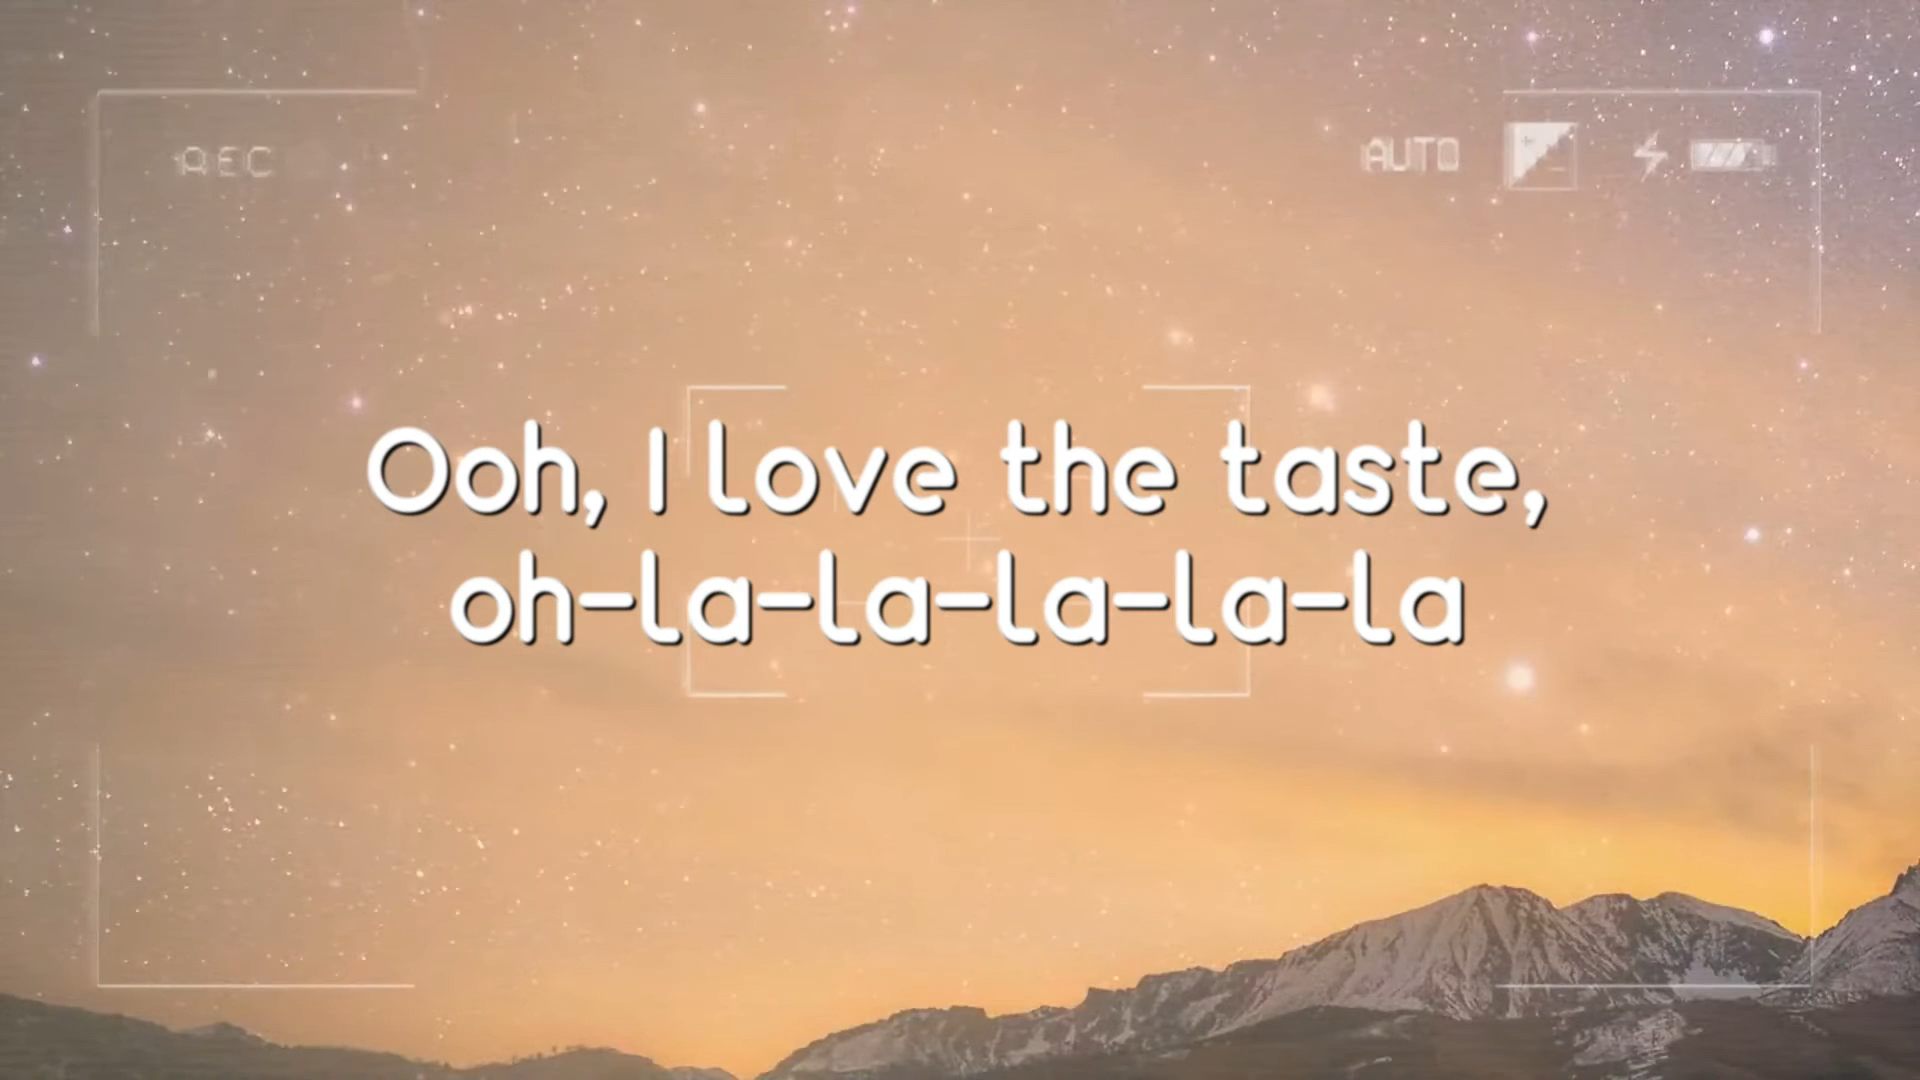 REC
AUTO
Ooh, I love the taste,
oh-la-la-la-la-la